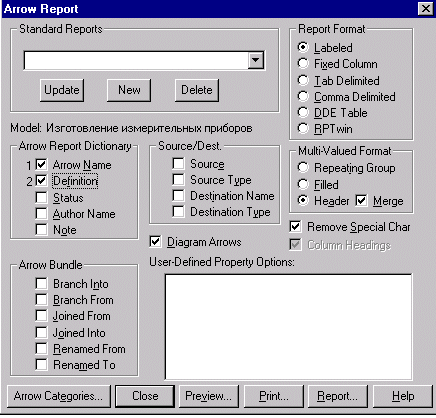 Arrow Report
Standard Reports
Update New Delete
Report Format
Labeled
Fixed Column
Tab Delimited
Comma Delimited
DDE Table
RPTwin
Model: Изготовление измерительных приборов
Arrow Report Dictionary
1 Arrow Name
2 Definition
Status
Author Name
Note
Source/Dest.
Source
Source Type
Destination Name
Destination Type
Multi-Valued Format
Repeating Group
Filled
Header Merge
Diagram Arrows
Remove Special Char
Column Headings
Arrow Bundle
Branch Into
Branch From
Joined From
Joined Into
Renamed From
Renamed To
User-Defined Property Options:
Arrow Categories... Close Preview... Print... Report... Help